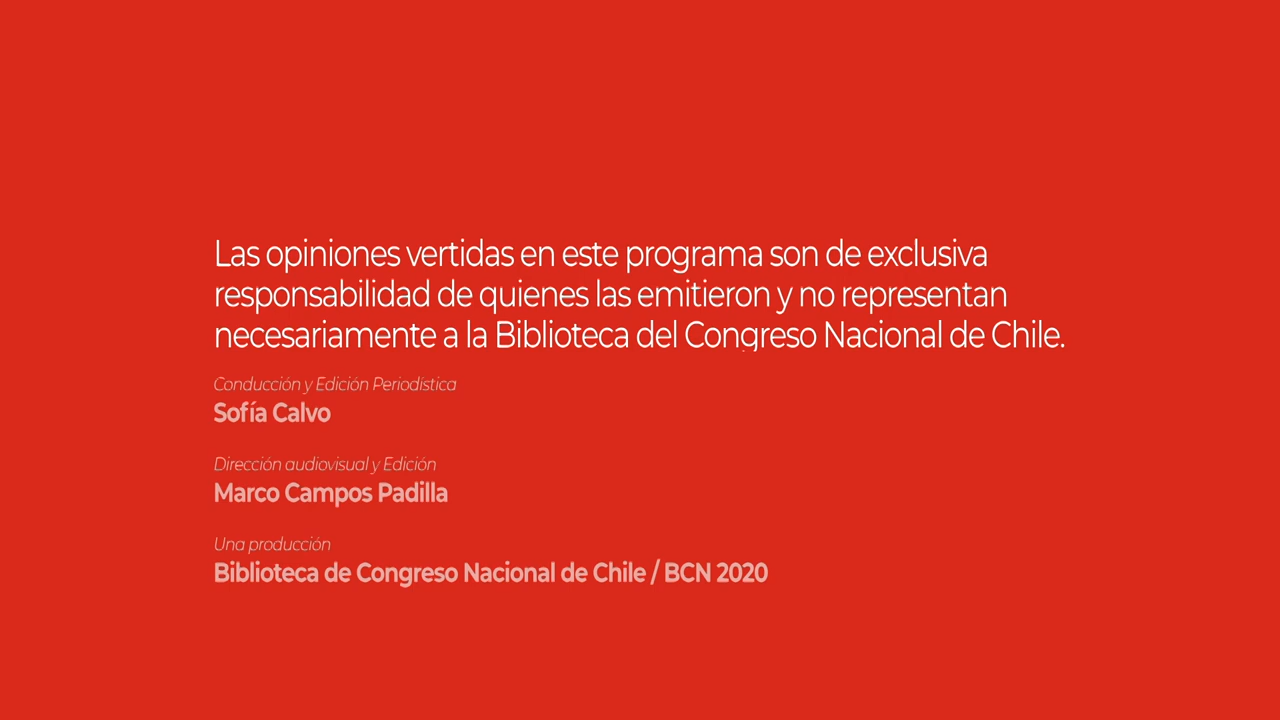 Las opiniones vertidas en este programa son de exclusiva
responsabilidad de quienes las emitieron y no representan
necesariamente a la Biblioteca del Congreso Nacional de Chile.
Conducción y Edición Periodística
Sofía Calvo
Dirección audiovisual y Edición
Marco Campos Padilla
Una producción
Biblioteca de Congreso Nacional de Chile / BCN 2020